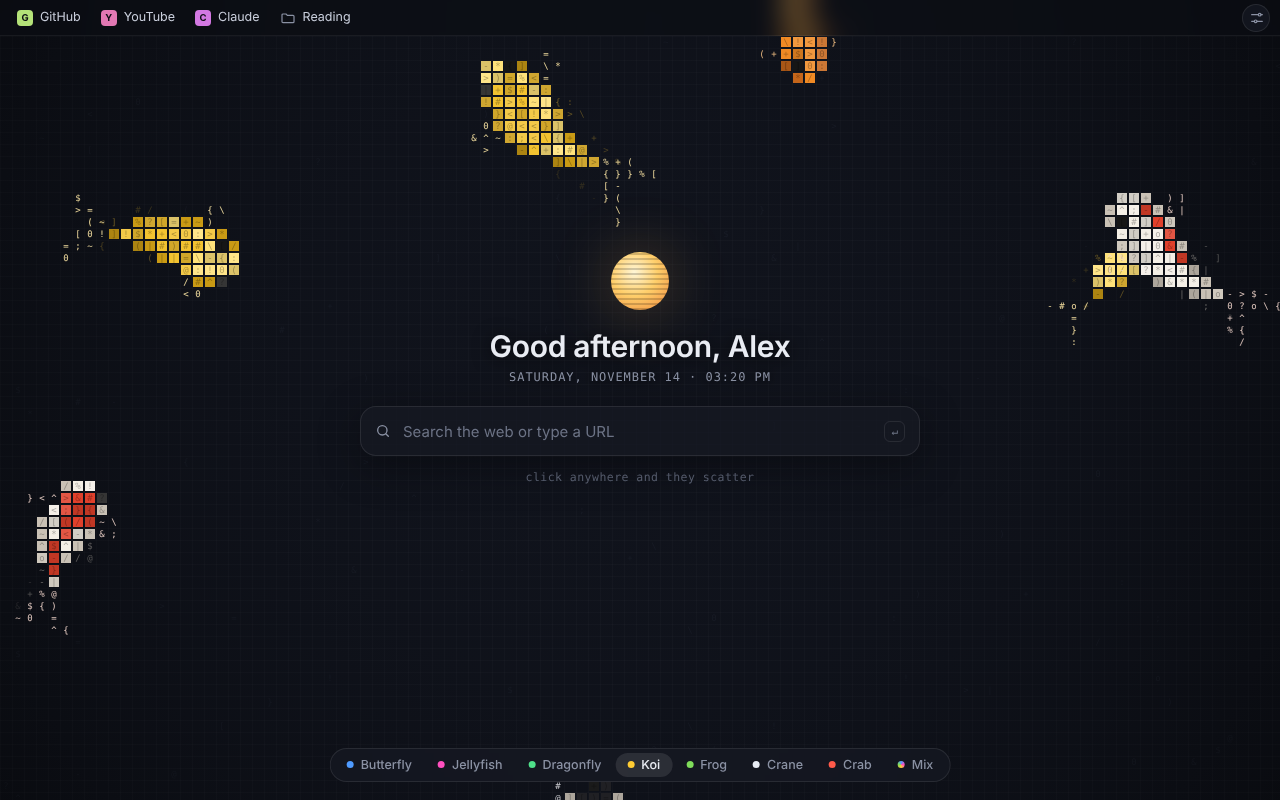 G GitHub
Y YouTube
C Claude
Reading
Good afternoon, Alex
SATURDAY, NOVEMBER 14 · 03:20 PM
Search the web or type a URL
↵
click anywhere and they scatter
Butterfly
Jellyfish
Dragonfly
Koi
Frog
Crane
Crab
Mix